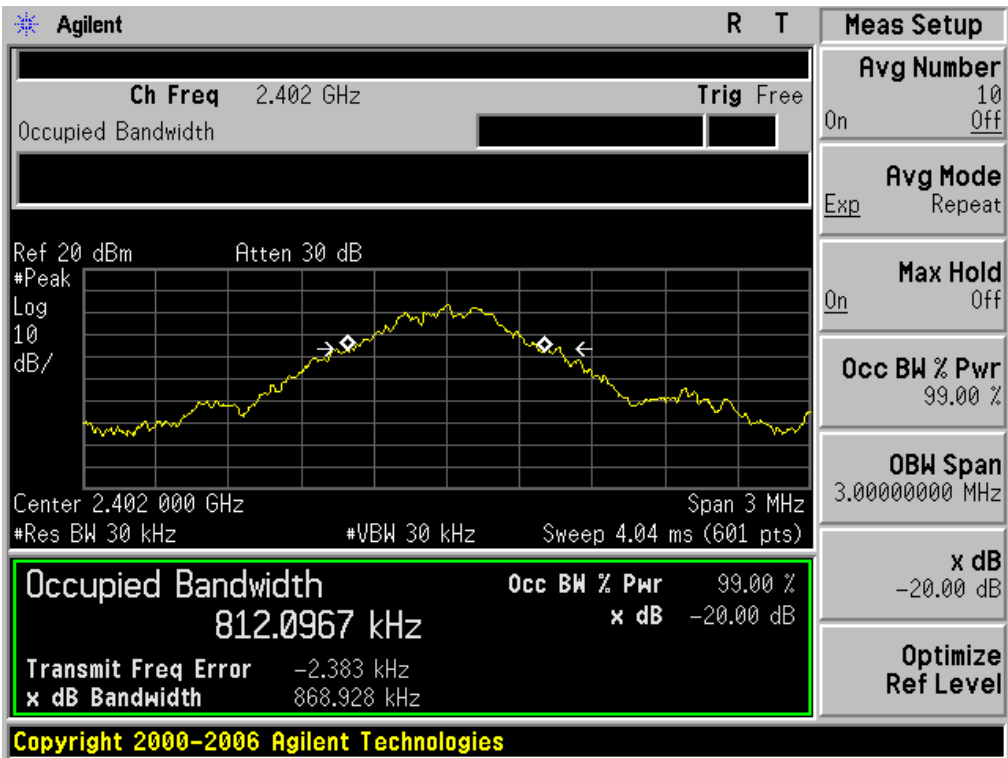 Agilent R T
Ch Freq 2.402 GHz Trig Free
Occupied Bandwidth
Ref 20 dBm Atten 30 dB
#Peak
Log
10
dB/
Center 2.402 000 GHz Span 3 MHz
#Res BW 30 kHz #VBW 30 kHz Sweep 4.04 ms (601 pts)
Occupied Bandwidth
812.0967 kHz
Occ BW % Pwr 99.00 %
x dB -20.00 dB
Transmit Freq Error -2.383 kHz
x dB Bandwidth 868.928 kHz
Copyright 2000-2006 Agilent Technologies
Meas Setup
Avg Number
10
On Off
Avg Mode
Exp Repeat
Max Hold
On Off
Occ BW % Pwr
99.00 %
OBW Span
3.00000000 MHz
x dB
-20.00 dB
Optimize
Ref Level